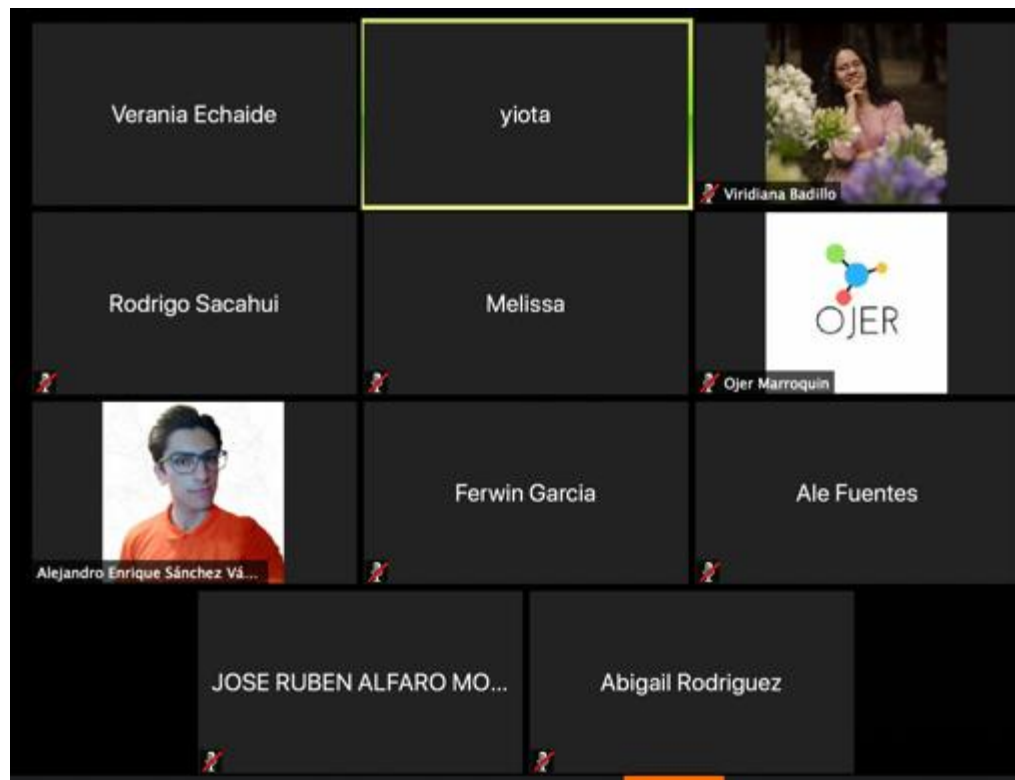 Verania Echaide
yiota
Viridiana Badillo
Rodrigo Sacahui
Melissa
OJER
Ojer Marroquin
Alejandro Enrique Sánchez Vá...
Ferwin Garcia
Ale Fuentes
JOSE RUBEN ALFARO MO...
Abigail Rodriguez